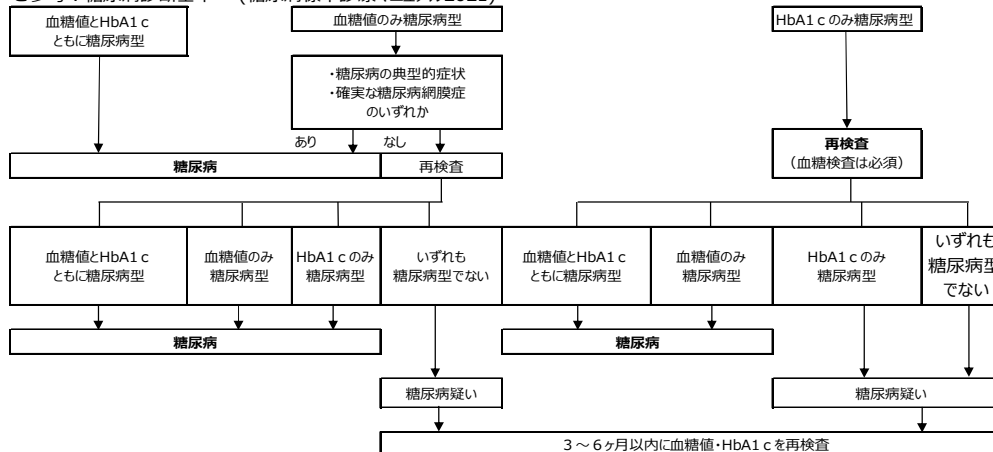 血糖値とHbA1c
ともに糖尿病型
血糖値のみ糖尿病型
HbA1cのみ糖尿病型
・糖尿病の典型的症状
・確実な糖尿病網膜症
のいずれか
あり
なし
再検査
(血糖検査は必須)
糖尿病
再検査
血糖値とHbA1c
ともに糖尿病型
血糖値のみ
糖尿病型
HbA1cのみ
糖尿病型
いずれも
糖尿病型でない
血糖値とHbA1c
ともに糖尿病型
血糖値のみ
糖尿病型
HbA1cのみ
糖尿病型
いずれも
糖尿病型
でない
糖尿病
糖尿病
糖尿病疑い
糖尿病疑い
3～6ヶ月以内に血糖値・HbA1cを再検査